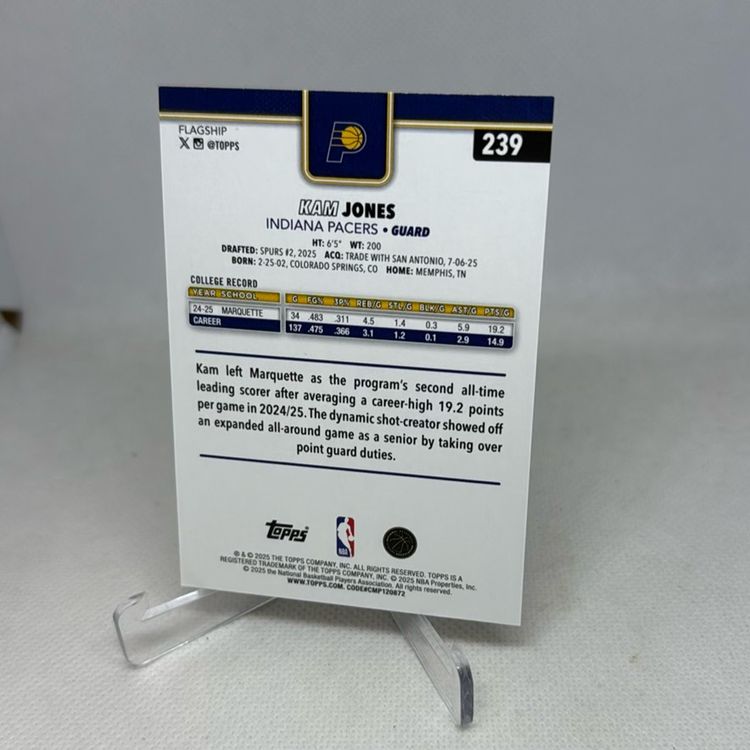 FLAGSHIP
X @TOPPS
239
KAM JONES
INDIANA PACERS • GUARD
HT: 6'5" WT: 200
DRAFTED: SPURS #2, 2025 ACQ: TRADE WITH SAN ANTONIO, 7-06-25
BORN: 2-25-02, COLORADO SPRINGS, CO HOME: MEMPHIS, TN
COLLEGE RECORD
YEAR SCHOOL G FG% 3P% REB/G STL/G BLK/G AST/G PTS/G
24-25 MARQUETTE 34 .483 .311 4.5 1.4 0.3 5.9 19.2
CAREER 137 .475 .366 3.1 1.2 0.1 2.9 14.9
Kam left Marquette as the program's second all-time
leading scorer after averaging a career-high 19.2 points
per game in 2024/25. The dynamic shot-creator showed off
an expanded all-around game as a senior by taking over
point guard duties.
Topps NBA
® & © 2025 THE TOPPS COMPANY, INC. ALL RIGHTS RESERVED. TOPPS IS A
REGISTERED TRADEMARK OF THE TOPPS COMPANY, INC. © 2025 NBA Properties, Inc.
© 2025 the National Basketball Players Association. All rights reserved.
WWW.TOPPS.COM. CODE#CMP120872